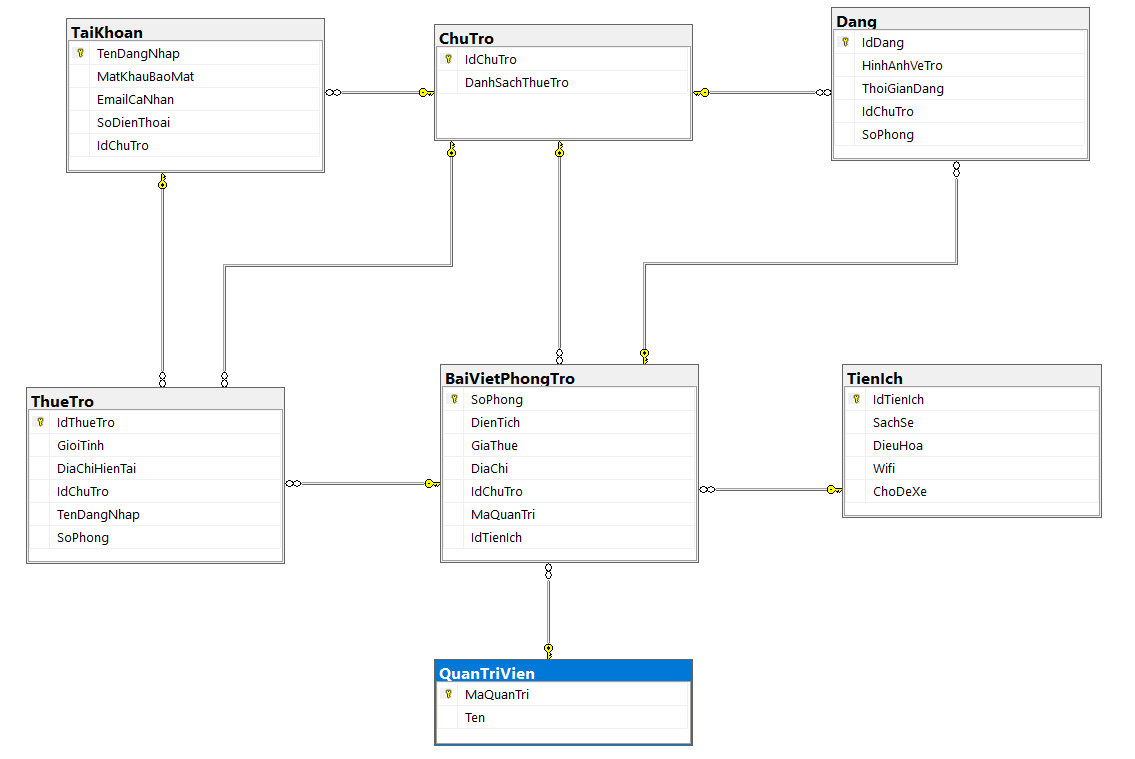 TaiKhoan
TenDangNhap
MatKhauBaoMat
EmailCaNhan
SoDienThoai
IdChuTro
ChuTro
IdChuTro
DanhSachThueTro
Dang
IdDang
HinhAnhVeTro
ThoiGianDang
IdChuTro
SoPhong
ThueTro
IdThueTro
GioiTinh
DiaChiHienTai
IdChuTro
TenDangNhap
SoPhong
BaiVietPhongTro
SoPhong
DienTich
GiaThue
DiaChi
IdChuTro
MaQuanTri
IdTienIch
TienIch
IdTienIch
SachSe
DieuHoa
Wifi
ChoDeXe
QuanTriVien
MaQuanTri
Ten